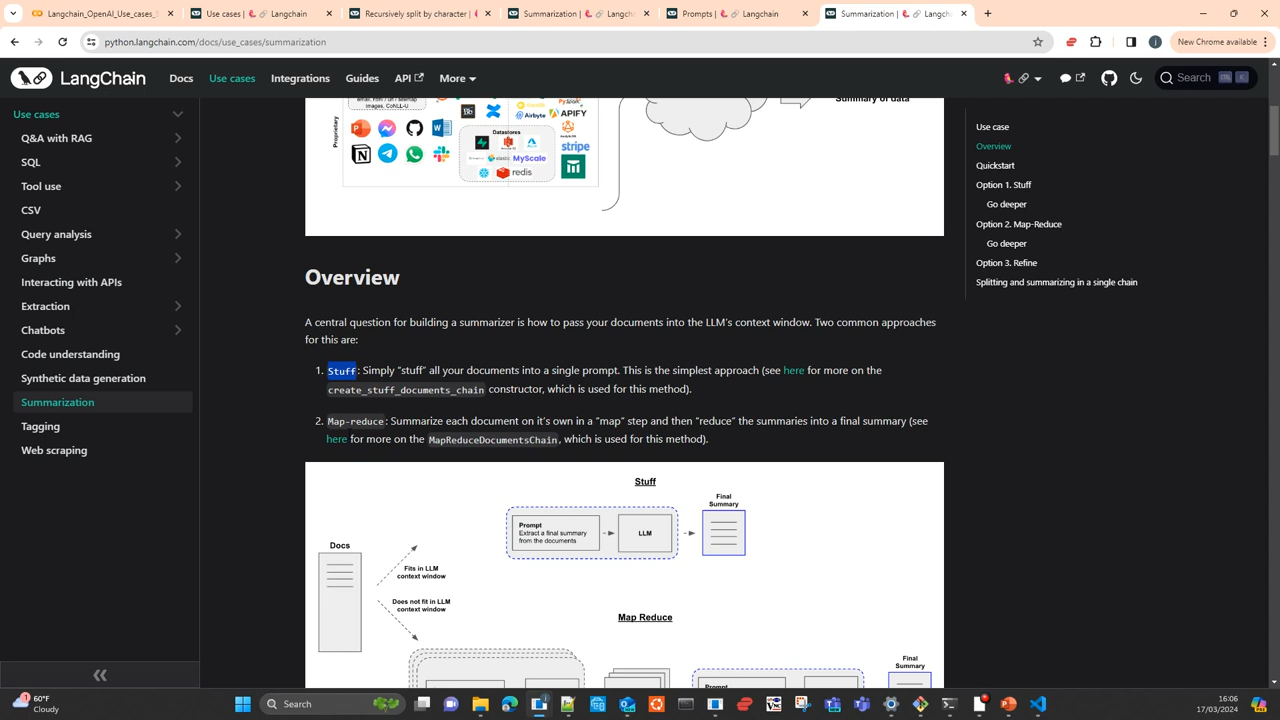 Langchain_OpenAI_Use_cases_S
Use cases | 🦜️🔗 Langchain
Recursively split by character |
Summarization | 🦜️🔗 Langcha
Prompts | 🦜️🔗 Langchain
Summarization | 🦜️🔗 Langcha
python.langchain.com/docs/use_cases/summarization
New Chrome available
LangChain
Docs
Use cases
Integrations
Guides
API
More
Search
Use cases
Q&A with RAG
SQL
Tool use
CSV
Query analysis
Graphs
Interacting with APIs
Extraction
Chatbots
Code understanding
Synthetic data generation
Summarization
Tagging
Web scraping
email, html / url / sitemap
images, CoNLL-U
Proprietary
PySpark
Airbyte
APIFY
Datastores
elastic
MyScale
redis
stripe
Summary of data
Overview
A central question for building a summarizer is how to pass your documents into the LLM's context window. Two common approaches
for this are:
1. Stuff: Simply "stuff" all your documents into a single prompt. This is the simplest approach (see here for more on the
create_stuff_documents_chain constructor, which is used for this method).
2. Map-reduce: Summarize each document on it's own in a "map" step and then "reduce" the summaries into a final summary (see
here for more on the MapReduceDocumentsChain, which is used for this method).
Stuff
Final
Summary
Prompt
Extract a final summary
from the documents
LLM
Docs
Fits in LLM
context window
Does not fit in LLM
context window
Map Reduce
Final
Summary
Prompt
Use case
Overview
Quickstart
Option 1. Stuff
Go deeper
Option 2. Map-Reduce
Go deeper
Option 3. Refine
Splitting and summarizing in a single chain
60°F
Cloudy
Search
16:06
17/03/2024